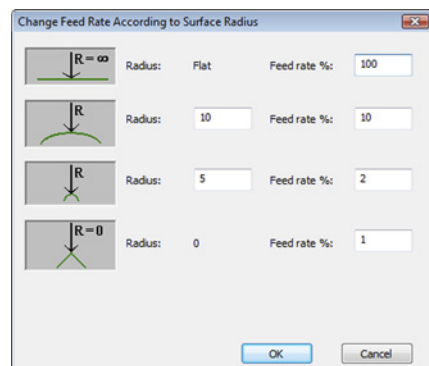 Change Feed Rate According to Surface Radius
R=∞ Radius: Flat Feed rate %: 100
R Radius: 10 Feed rate %: 10
R Radius: 5 Feed rate %: 2
R=0 Radius: 0 Feed rate %: 1
OK Cancel